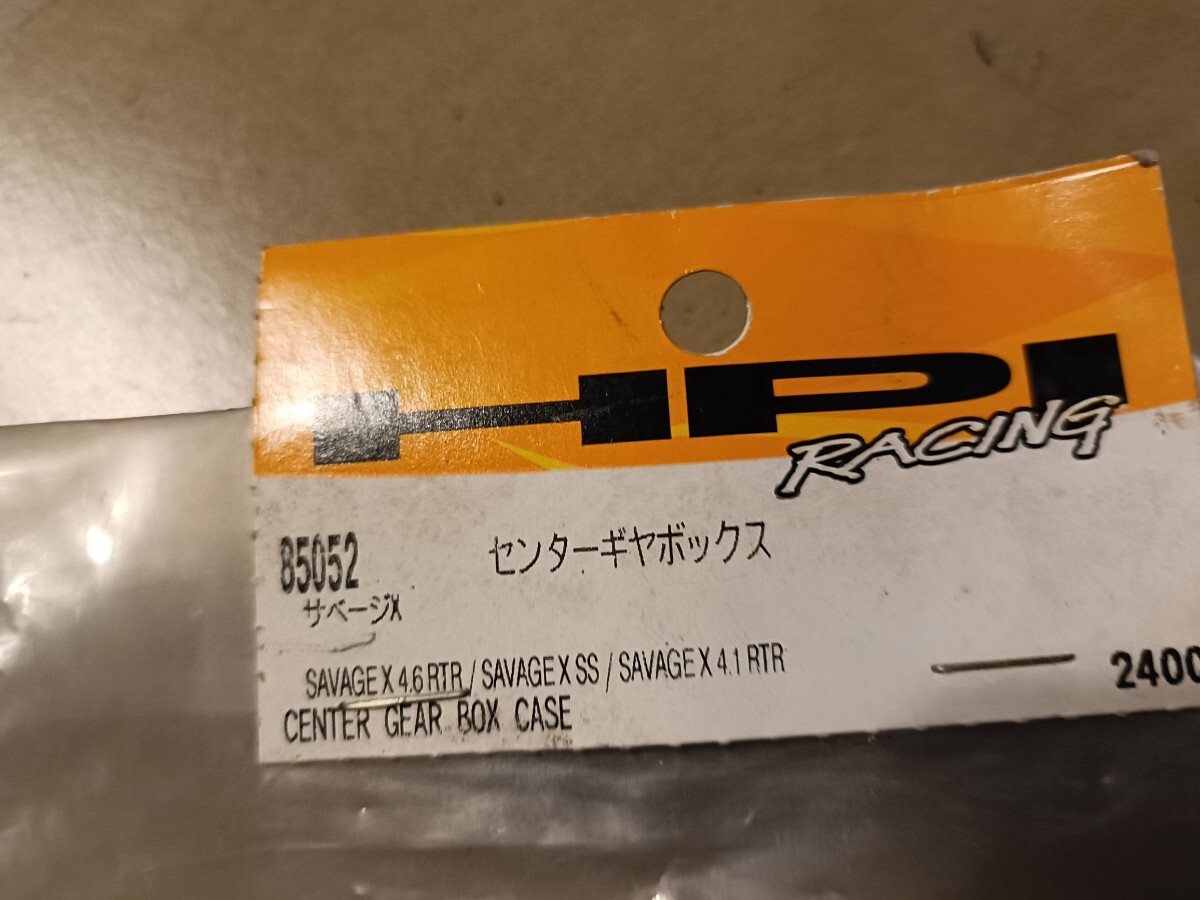 HPI
RACING
85052 センターギヤボックス
サベージX
SAVAGE X 4.6 RTR / SAVAGE X SS / SAVAGE X 4.1 RTR
2400
CENTER GEAR BOX CASE